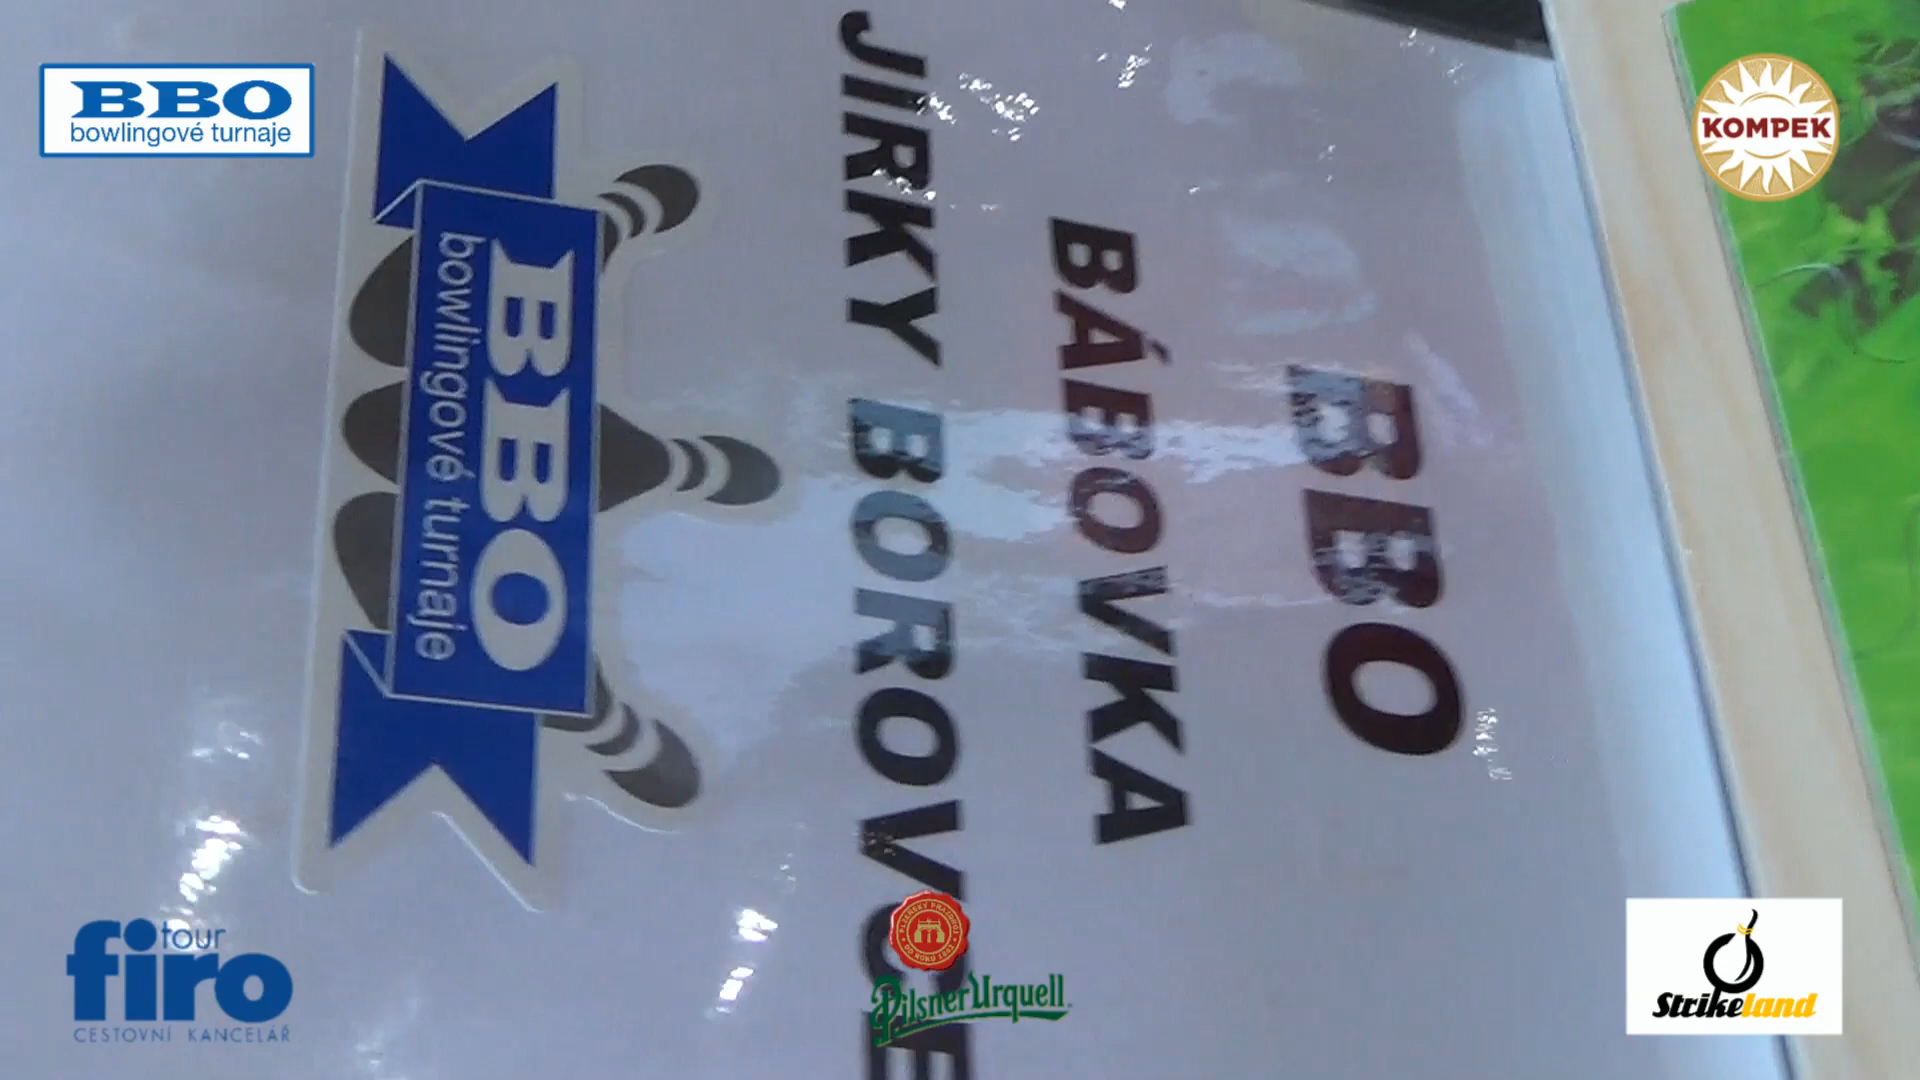 BBO
bowlingové turnaje
KOMPEK
BBO
BÁBOVKA
JIRKY BOROVCE
BBO
bowlingové turnaje
tour
firo
CESTOVNÍ KANCELÁŘ
Pilsner Urquell
Strikeland